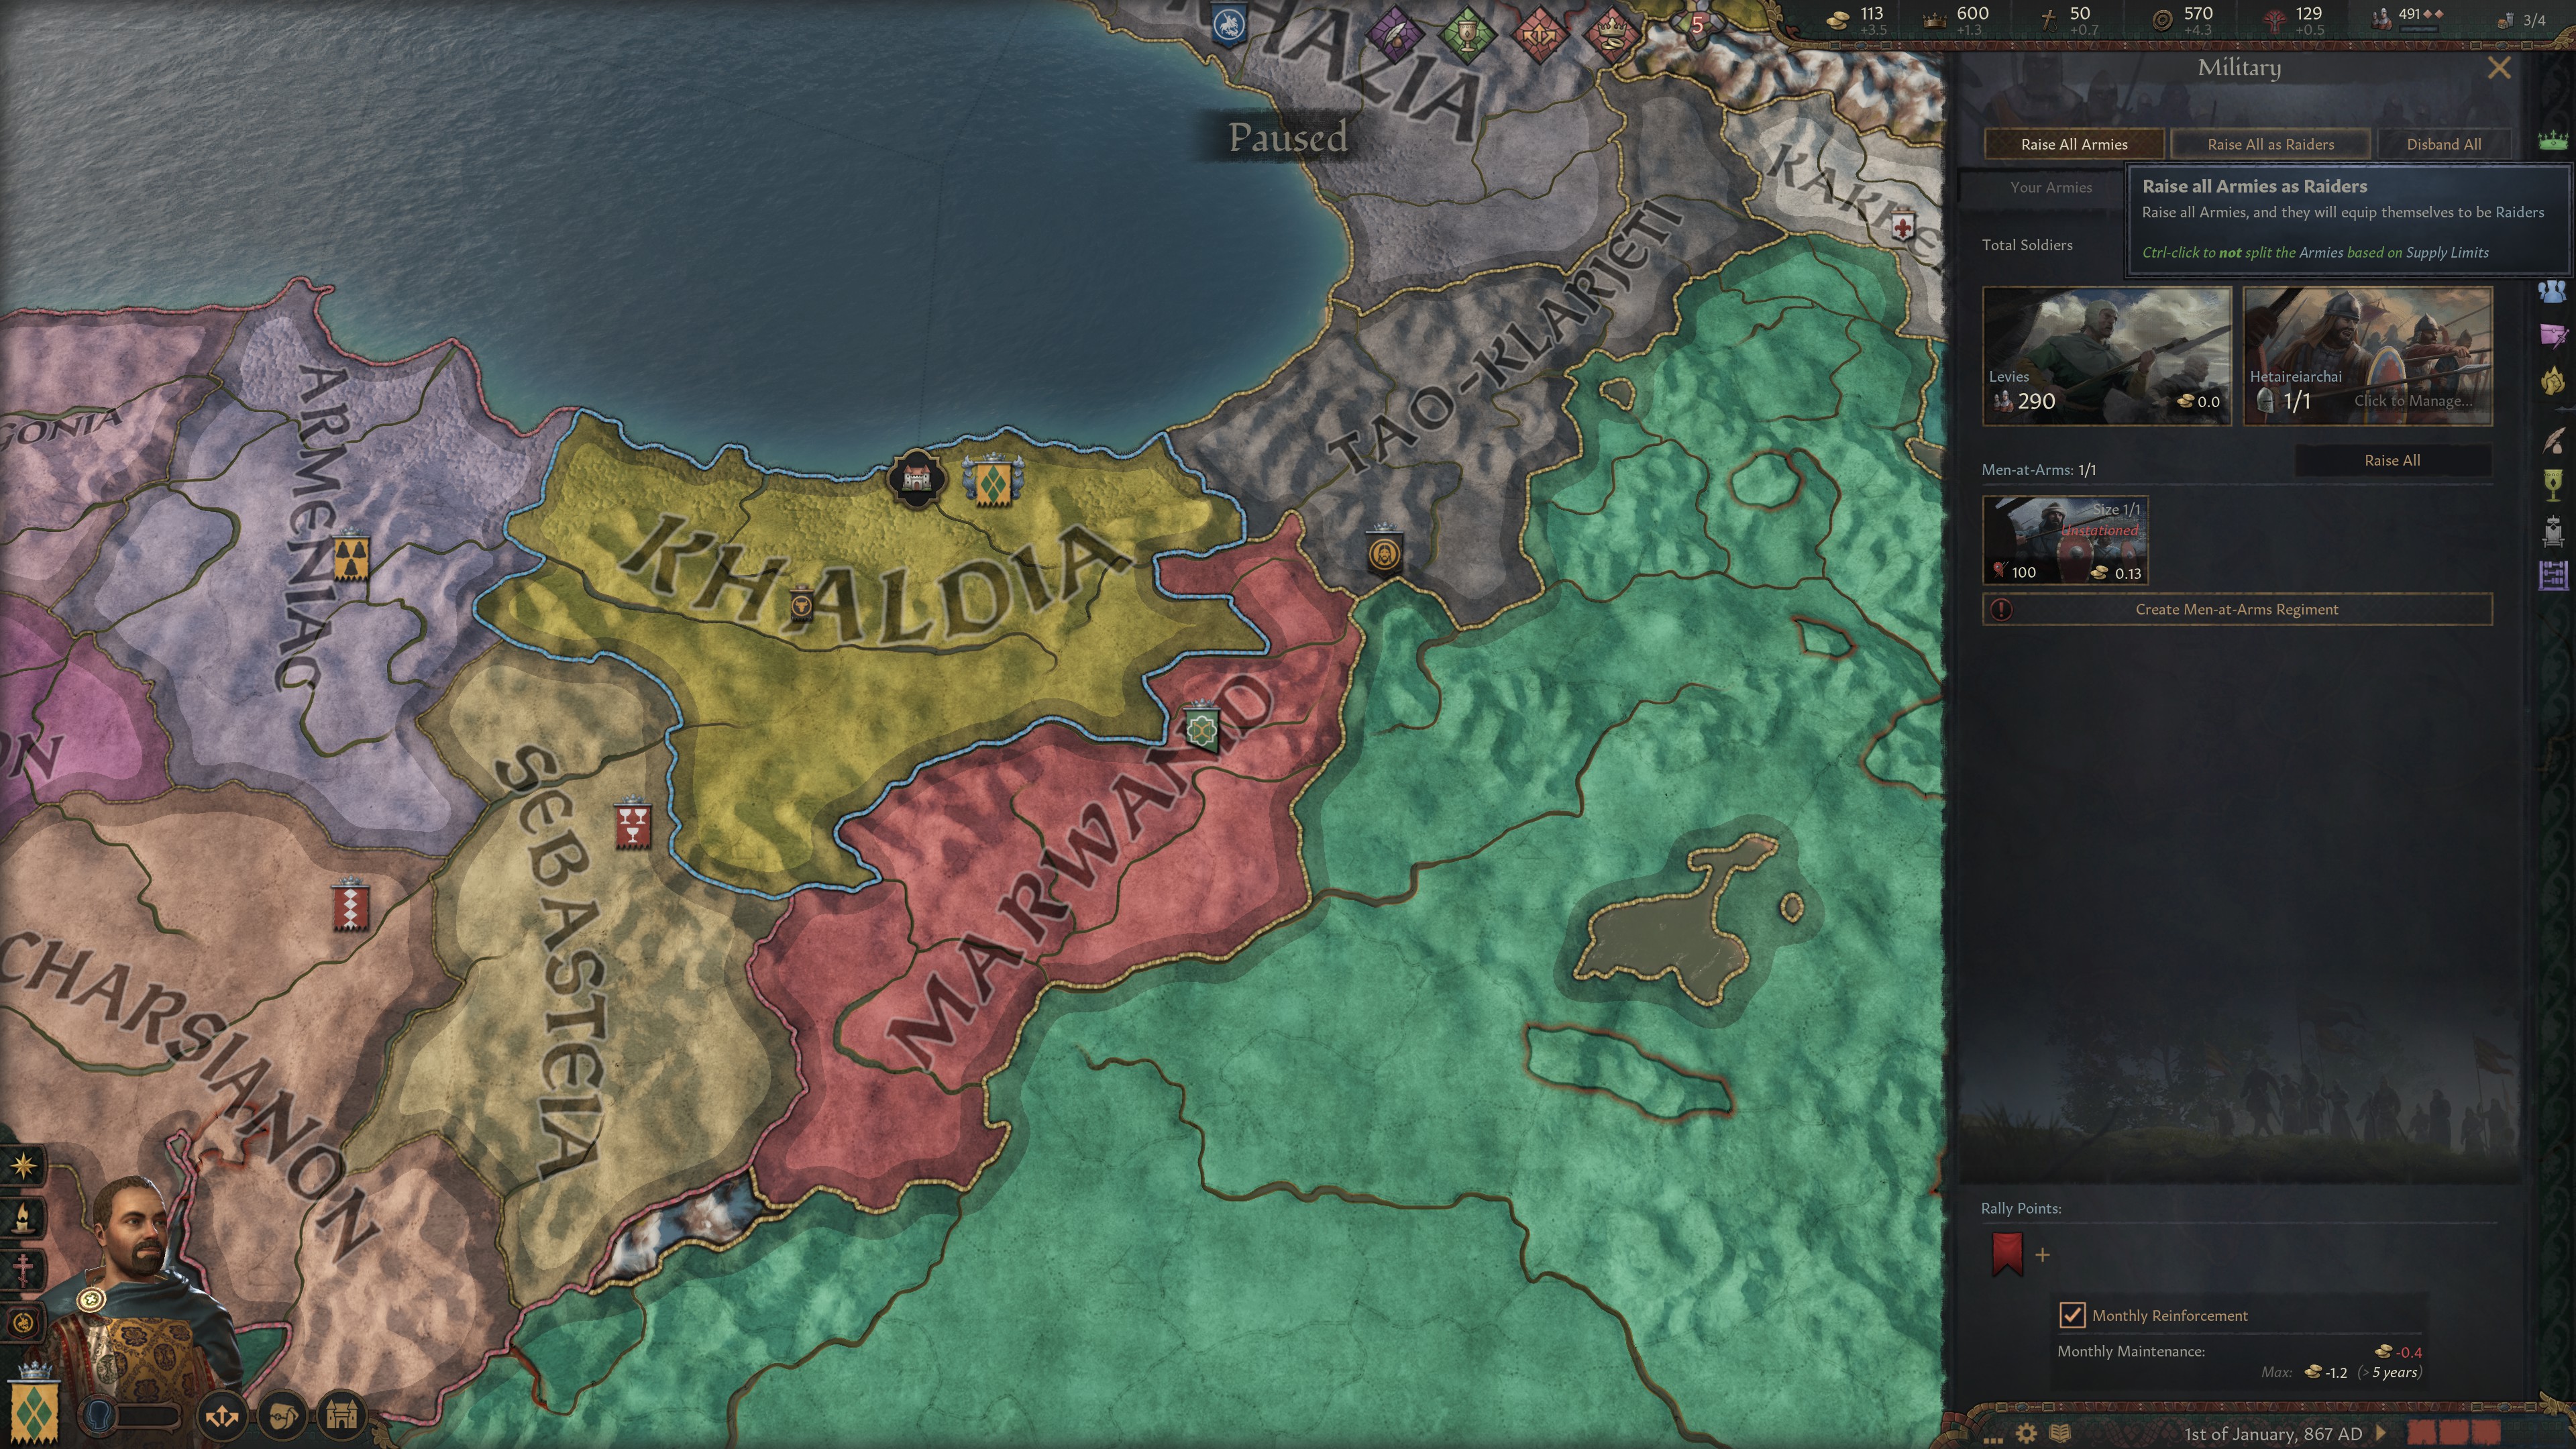 113
+3.5
600
+1.3
50
+0.7
570
+4.3
129
+0.5
491
3/4
5
KHAZIA
Paused
Military
Raise All Armies
Raise All as Raiders
Disband All
Your Armies
Raise all Armies as Raiders
Raise all Armies, and they will equip themselves to be Raiders
Ctrl-click to not split the Armies based on Supply Limits
Total Soldiers
Levies
290
0.0
Hetaireiarchai
1/1
Click to Manage...
Men-at-Arms: 1/1
Raise All
Size 1/1
Unstationed
100
0.13
Create Men-at-Arms Regiment
TAO-KLARJETI
ARMENIAC
GONIA
KHALDIA
MARWANID
SEBASTEIA
CHARSIANON
ON
Rally Points:
Monthly Reinforcement
Monthly Maintenance:
-0.4
Max: -1.2 (> 5 years)
1st of January, 867 AD